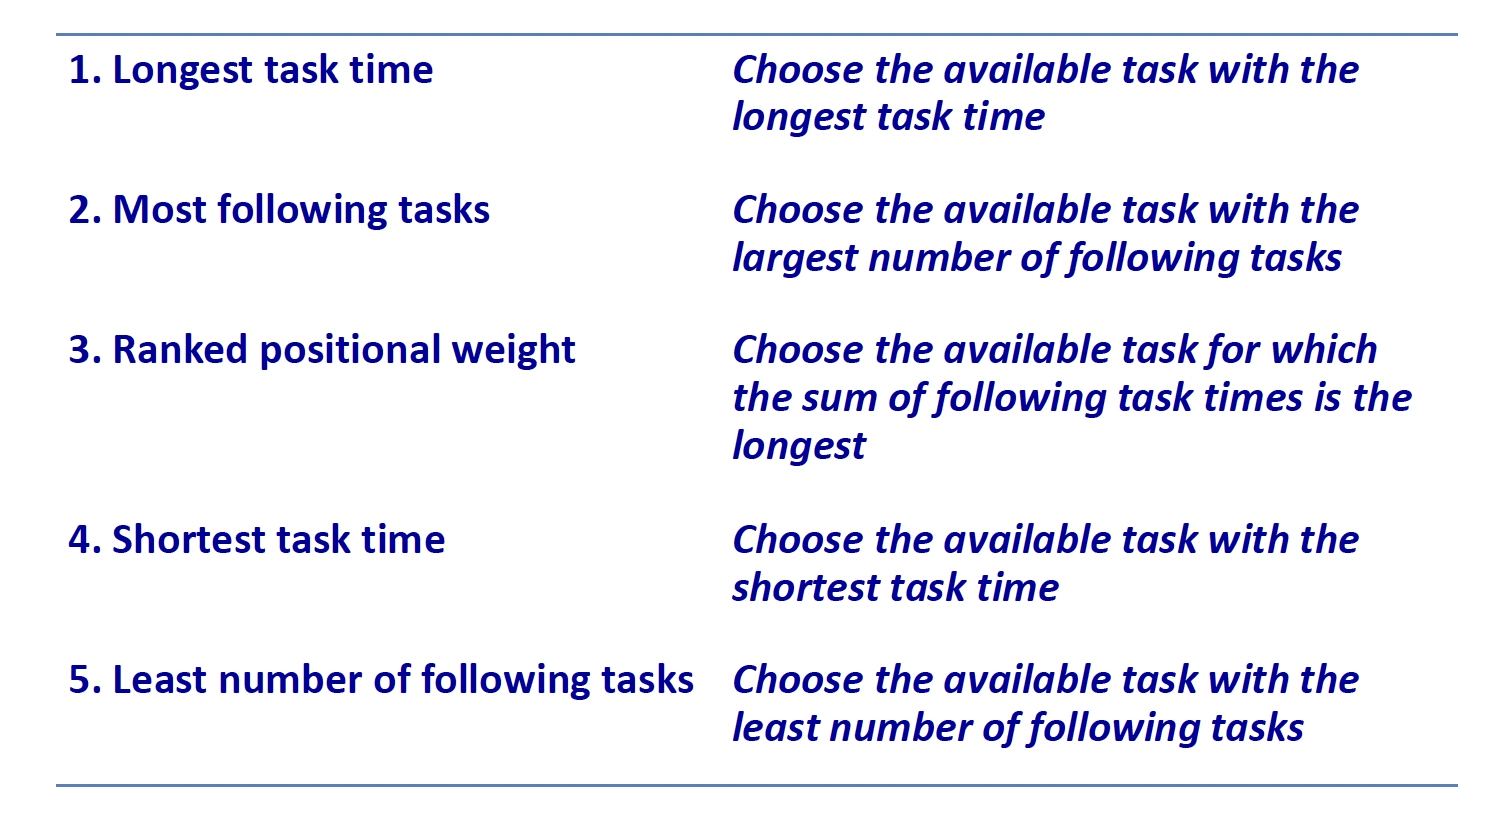 1. Longest task time
Choose the available task with the
longest task time
2. Most following tasks
Choose the available task with the
largest number of following tasks
3. Ranked positional weight
Choose the available task for which
the sum of following task times is the
longest
4. Shortest task time
Choose the available task with the
shortest task time
5. Least number of following tasks
Choose the available task with the
least number of following tasks